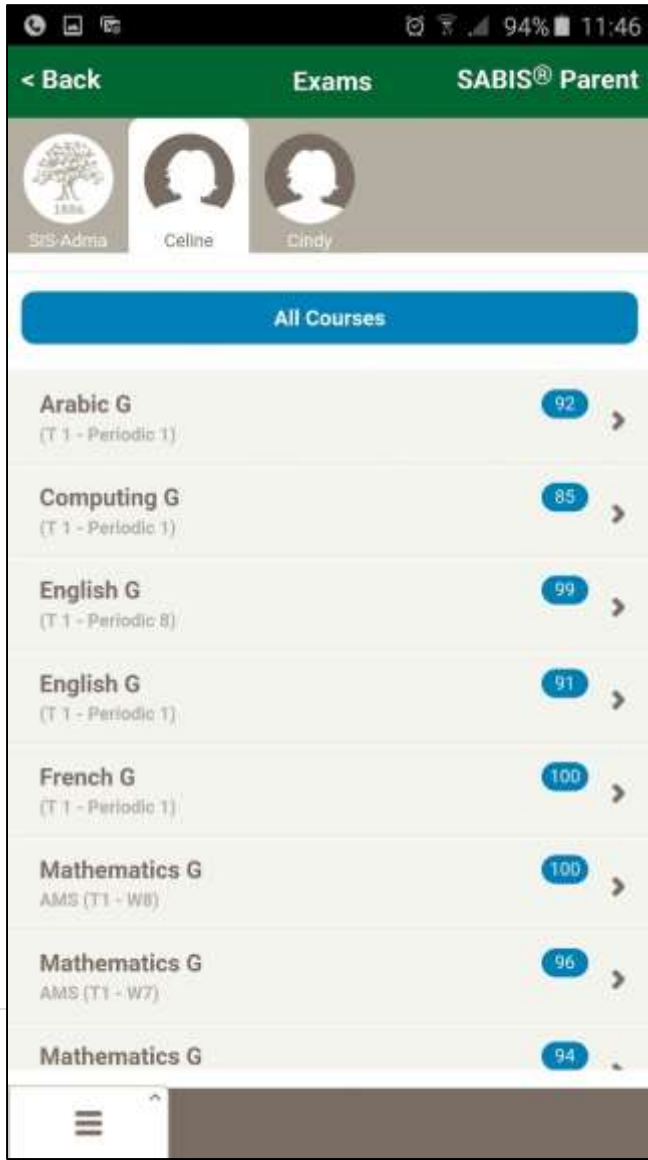 94% 11:46
< Back Exams SABIS® Parent
1886
SIS-Adma Celine Cindy
All Courses
Arabic G 92
(T 1 - Periodic 1)
Computing G 85
(T 1 - Periodic 1)
English G 99
(T 1 - Periodic 8)
English G 91
(T 1 - Periodic 1)
French G 100
(T 1 - Periodic 1)
Mathematics G 100
AMS (T1 - W8)
Mathematics G 96
AMS (T1 - W7)
Mathematics G 94